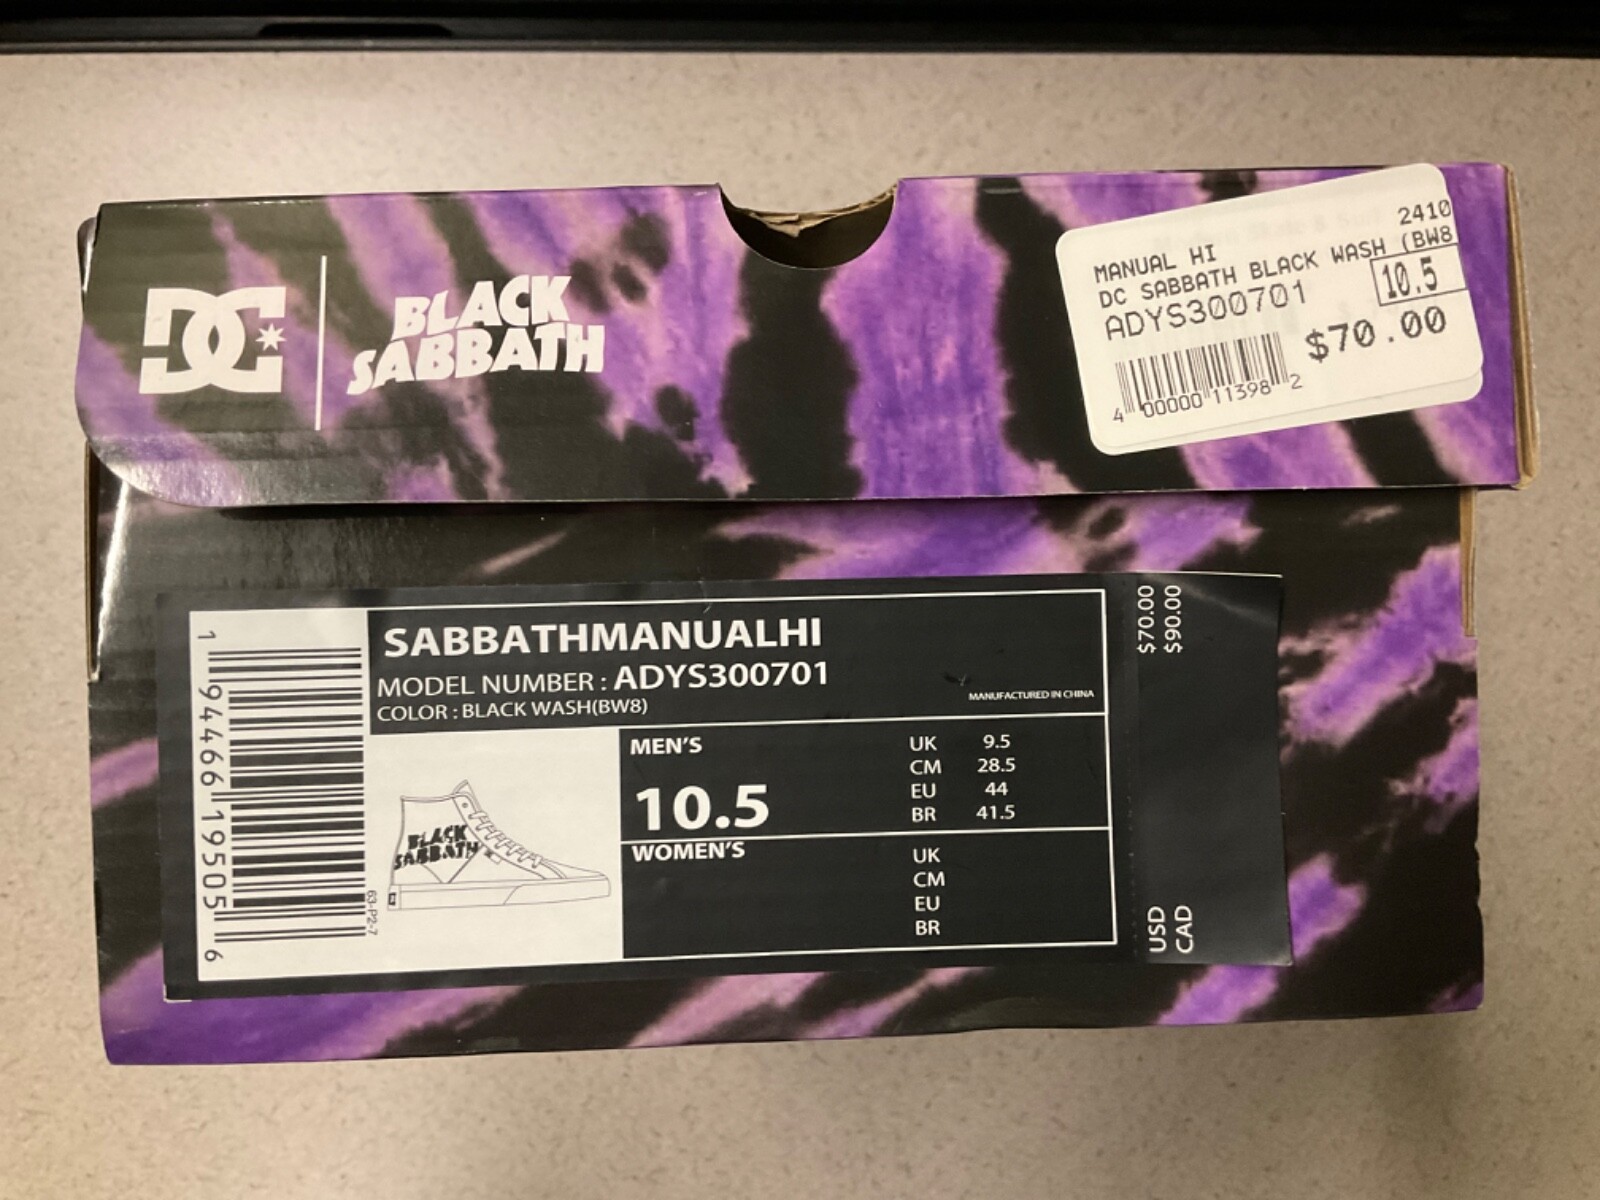 DC
BLACK
SABBATH
2410
MANUAL HI
DC SABBATH BLACK WASH (BW8
ADYS300701
10.5
$70.00
4 00000 11398 2
SABBATHMANUALHI
MODEL NUMBER : ADYS300701
COLOR : BLACK WASH(BW8)
MANUFACTURED IN CHINA
1 94466 19505 6
BLACK
SABBATH
63-P2-7
MEN'S
10.5
UK 9.5
CM 28.5
EU 44
BR 41.5
WOMEN'S
UK
CM
EU
BR
USD $70.00
CAD $90.00